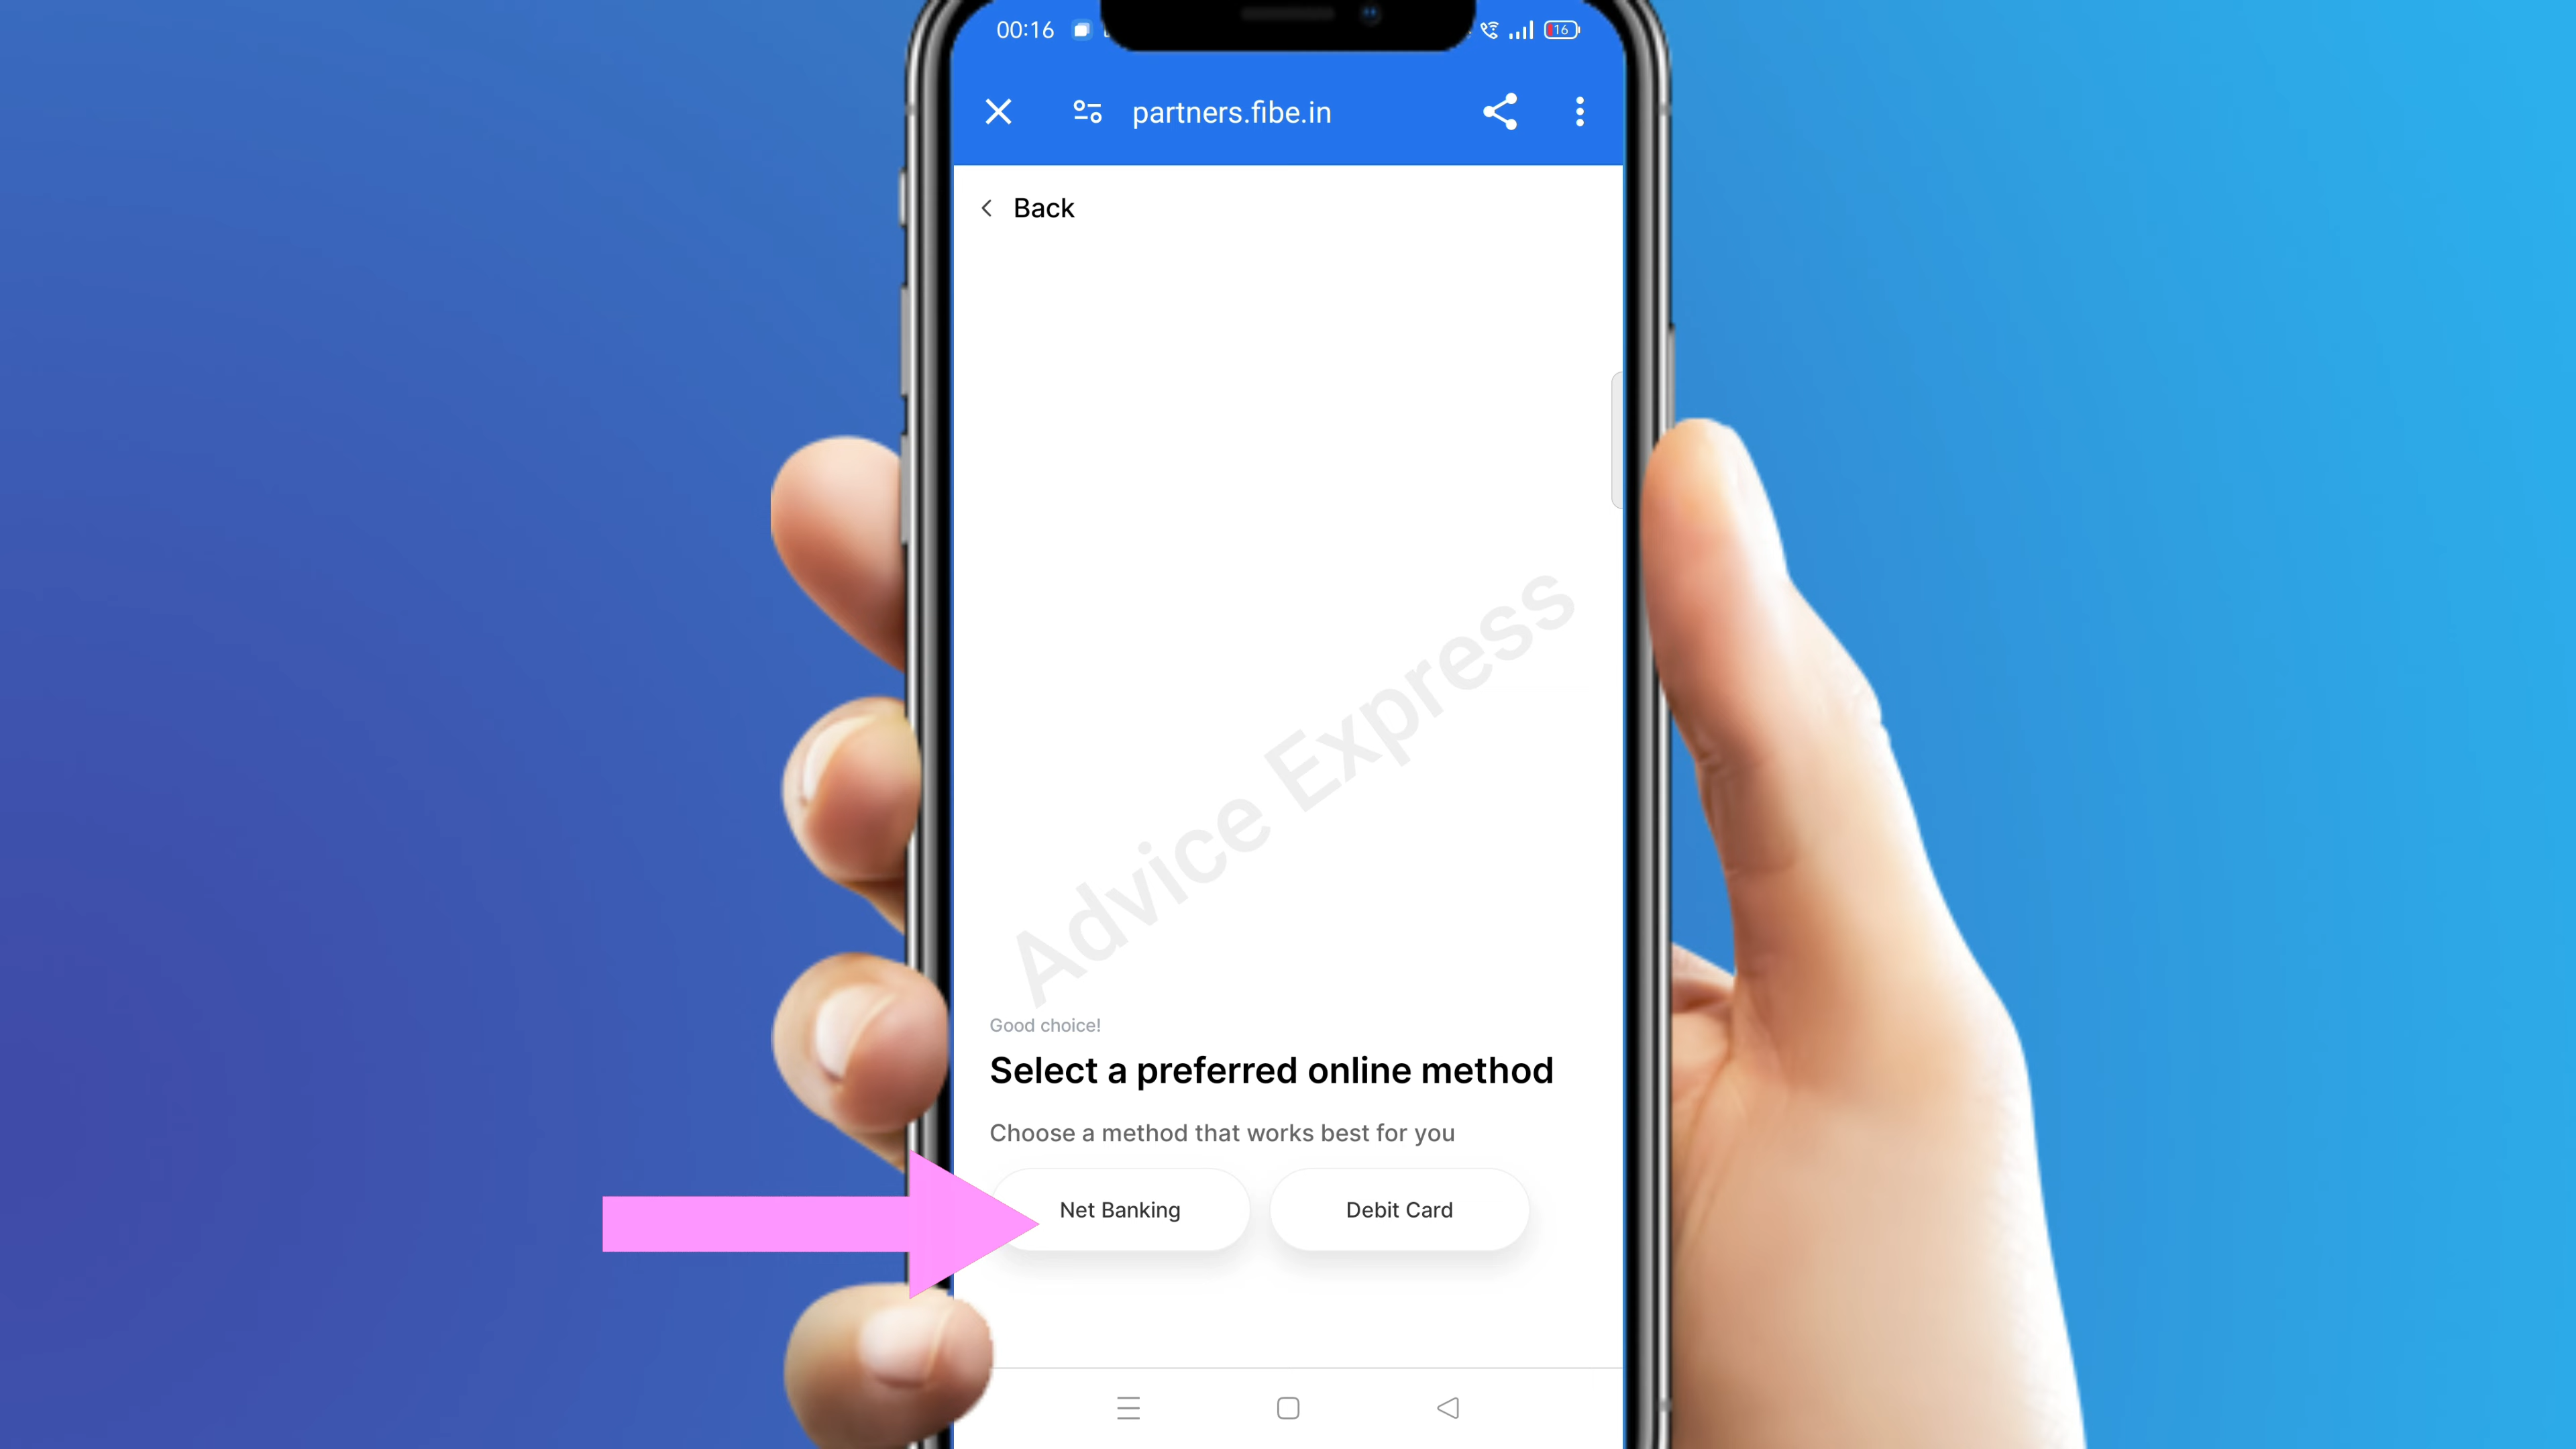 00:16
16
partners.fibe.in
Back
Advice Express
Good choice!
Select a preferred online method
Choose a method that works best for you
Net Banking
Debit Card